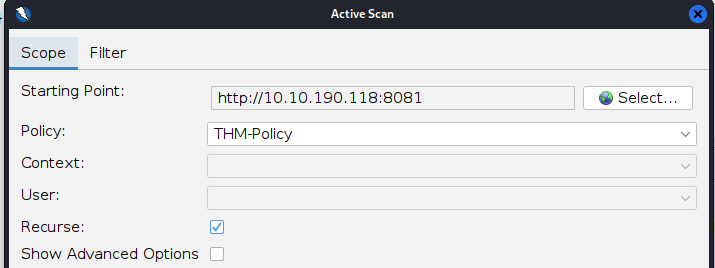 Active Scan
Scope Filter
Starting Point: http://10.10.190.118:8081 Select...
Policy: THM-Policy
Context:
User:
Recurse:
Show Advanced Options